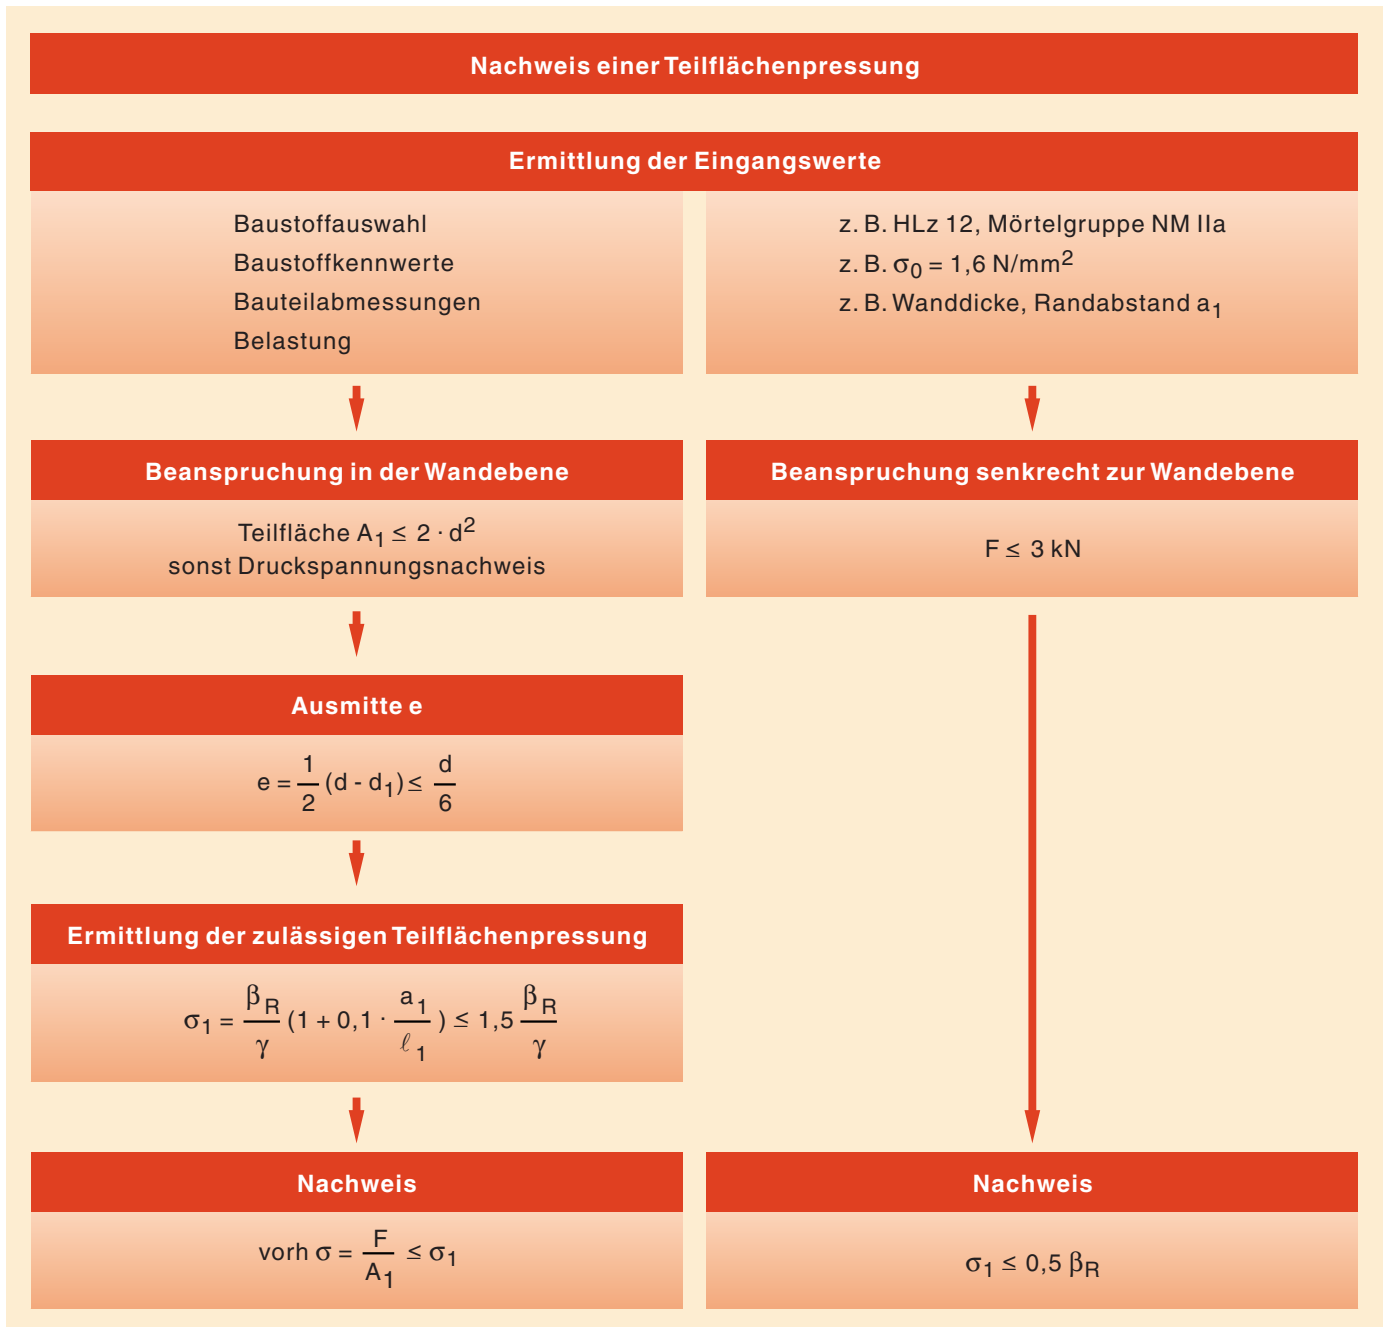 Nachweis einer Teilflächenpressung
Ermittlung der Eingangswerte
Baustoffauswahl
Baustoffkennwerte
Bauteilabmessungen
Belastung
z. B. HLz 12, Mörtelgruppe NM IIa
z. B. σ₀ = 1,6 N/mm²
z. B. Wanddicke, Randabstand a₁
Beanspruchung in der Wandebene
Teilfläche A₁ ≤ 2 · d²
sonst Druckspannungsnachweis
Beanspruchung senkrecht zur Wandebene
F ≤ 3 kN
Ausmitte e
e = 1/2 (d - d₁) ≤ d/6
Ermittlung der zulässigen Teilflächenpressung
σ₁ = β_R/γ (1 + 0,1 · a₁/ℓ₁) ≤ 1,5 β_R/γ
Nachweis
vorh σ = F/A₁ ≤ σ₁
Nachweis
σ₁ ≤ 0,5 β_R